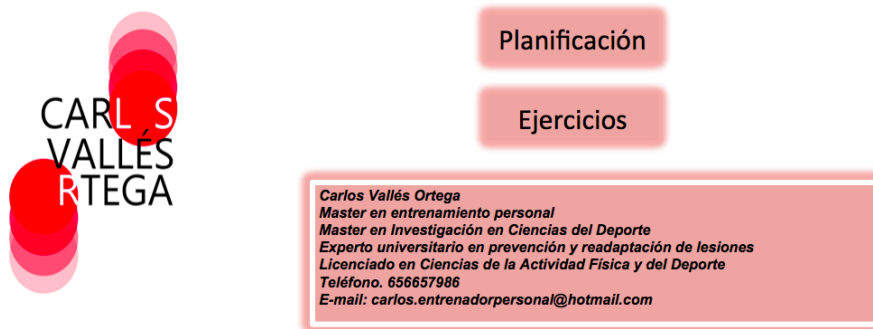 CARL S
VALLÉS
RTEGA
Planificación
Ejercicios
Carlos Vallés Ortega
Master en entrenamiento personal
Master en Investigación en Ciencias del Deporte
Experto universitario en prevención y readaptación de lesiones
Licenciado en Ciencias de la Actividad Física y del Deporte
Teléfono. 656657986
E-mail: carlos.entrenadorpersonal@hotmail.com